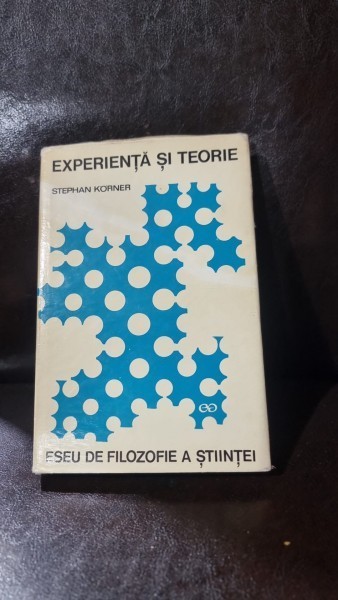 EXPERIENȚĂ ȘI TEORIE
STEPHAN KORNER
ESEU DE FILOZOFIE A ȘTIINȚEI